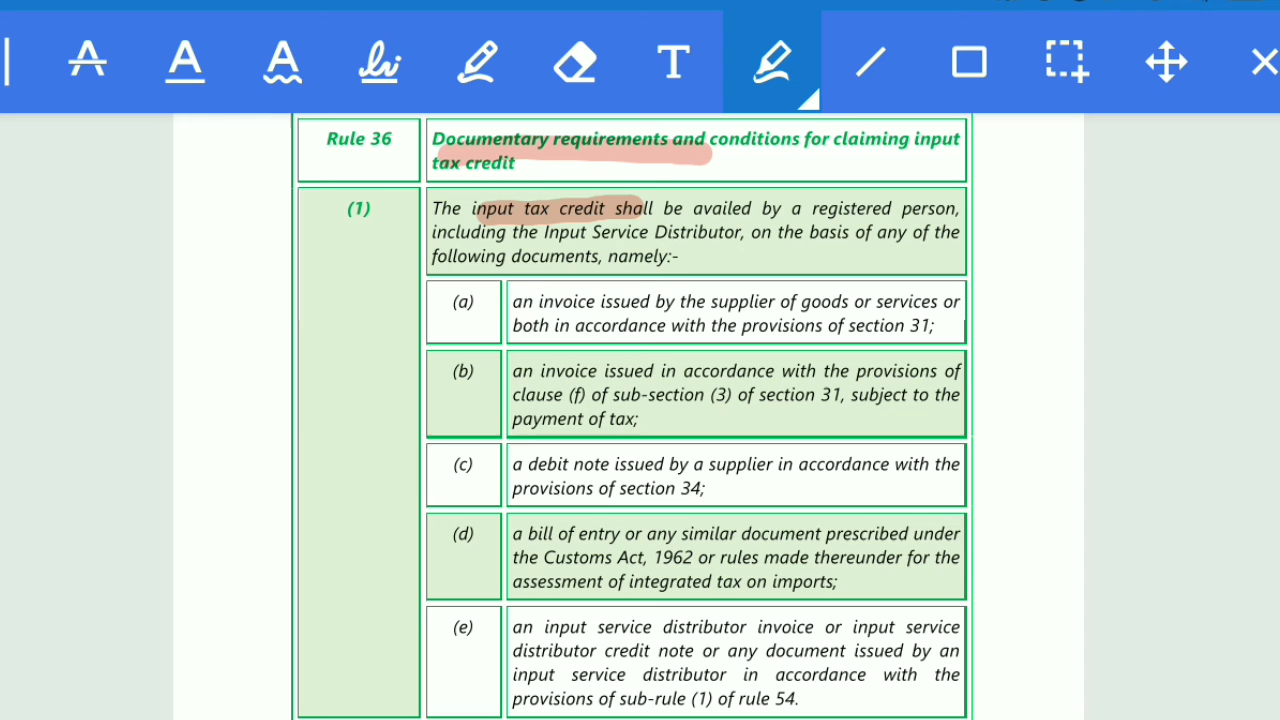 A A A T
Rule 36
Documentary requirements and conditions for claiming input
tax credit
(1)
The input tax credit shall be availed by a registered person,
including the Input Service Distributor, on the basis of any of the
following documents, namely:-
(a)
an invoice issued by the supplier of goods or services or
both in accordance with the provisions of section 31;
(b)
an invoice issued in accordance with the provisions of
clause (f) of sub-section (3) of section 31, subject to the
payment of tax;
(c)
a debit note issued by a supplier in accordance with the
provisions of section 34;
(d)
a bill of entry or any similar document prescribed under
the Customs Act, 1962 or rules made thereunder for the
assessment of integrated tax on imports;
(e)
an input service distributor invoice or input service
distributor credit note or any document issued by an
input service distributor in accordance with the
provisions of sub-rule (1) of rule 54.